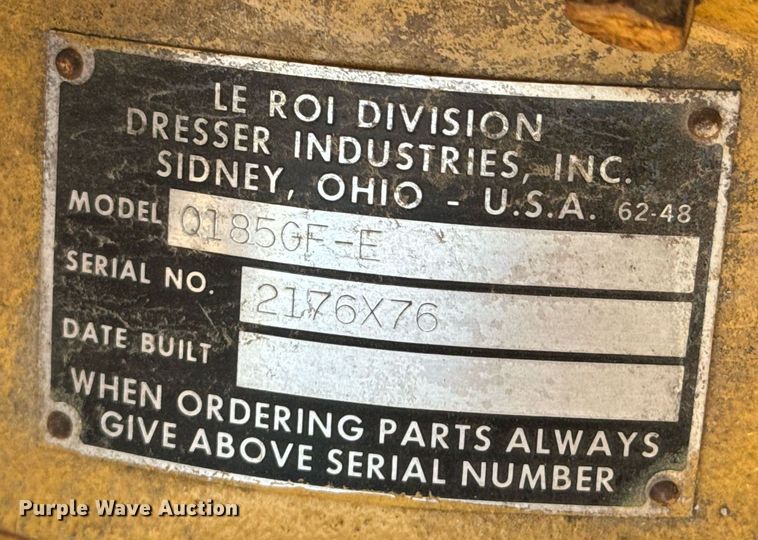 LE ROI DIVISION
DRESSER INDUSTRIES, INC.
SIDNEY, OHIO - U.S.A. 62-48
MODEL Q185GF-E
SERIAL NO. 2176X76
DATE BUILT
WHEN ORDERING PARTS ALWAYS
GIVE ABOVE SERIAL NUMBER
Purple Wave Auction